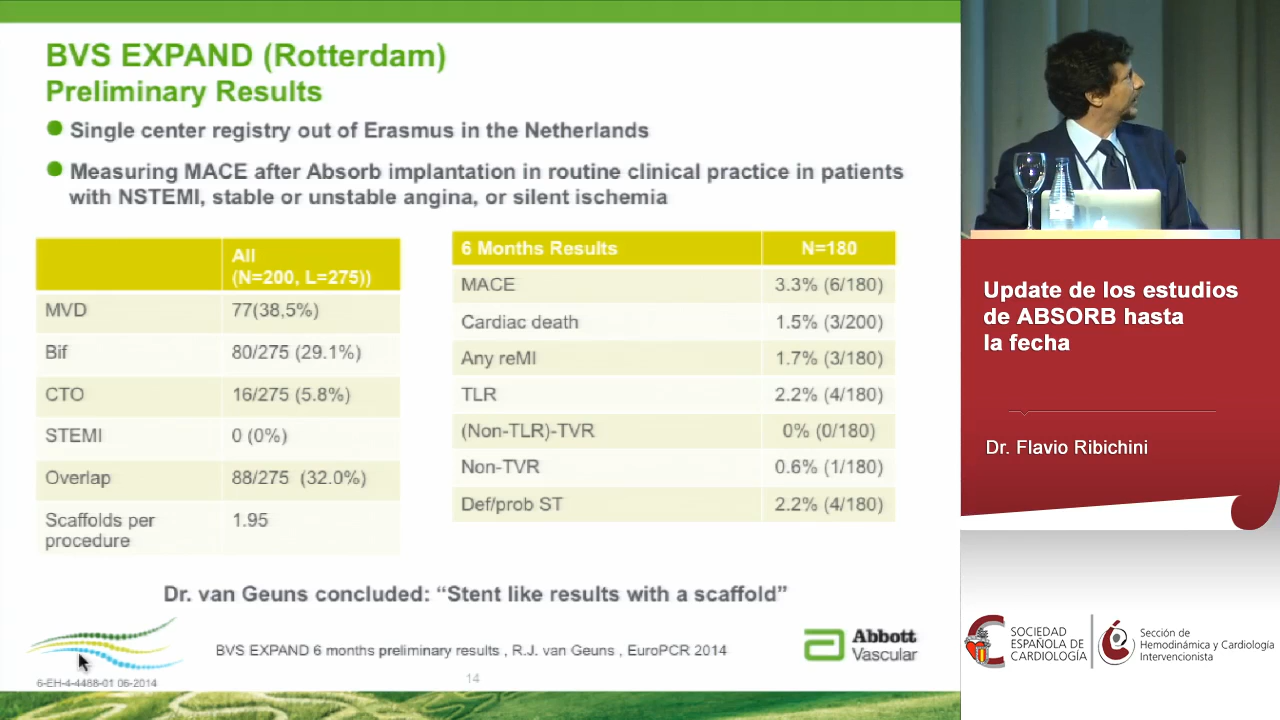 BVS EXPAND (Rotterdam)
Preliminary Results
Single center registry out of Erasmus in the Netherlands
Measuring MACE after Absorb implantation in routine clinical practice in patients
with NSTEMI, stable or unstable angina, or silent ischemia
All
(N=200, L=275))
MVD 77(38,5%)
Bif 80/275 (29.1%)
CTO 16/275 (5.8%)
STEMI 0 (0%)
Overlap 88/275 (32.0%)
Scaffolds per
procedure 1.95
6 Months Results N=180
MACE 3.3% (6/180)
Cardiac death 1.5% (3/200)
Any reMI 1.7% (3/180)
TLR 2.2% (4/180)
(Non-TLR)-TVR 0% (0/180)
Non-TVR 0.6% (1/180)
Def/prob ST 2.2% (4/180)
Dr. van Geuns concluded: “Stent like results with a scaffold”
BVS EXPAND 6 months preliminary results , R.J. van Geuns , EuroPCR 2014
Abbott
Vascular
6-EH-4-4488-01 06-2014
14
Update de los estudios
de ABSORB hasta
la fecha
Dr. Flavio Ribichini
SOCIEDAD
ESPAÑOLA DE
CARDIOLOGÍA
Sección de
Hemodinámica y Cardiología
Intervencionista